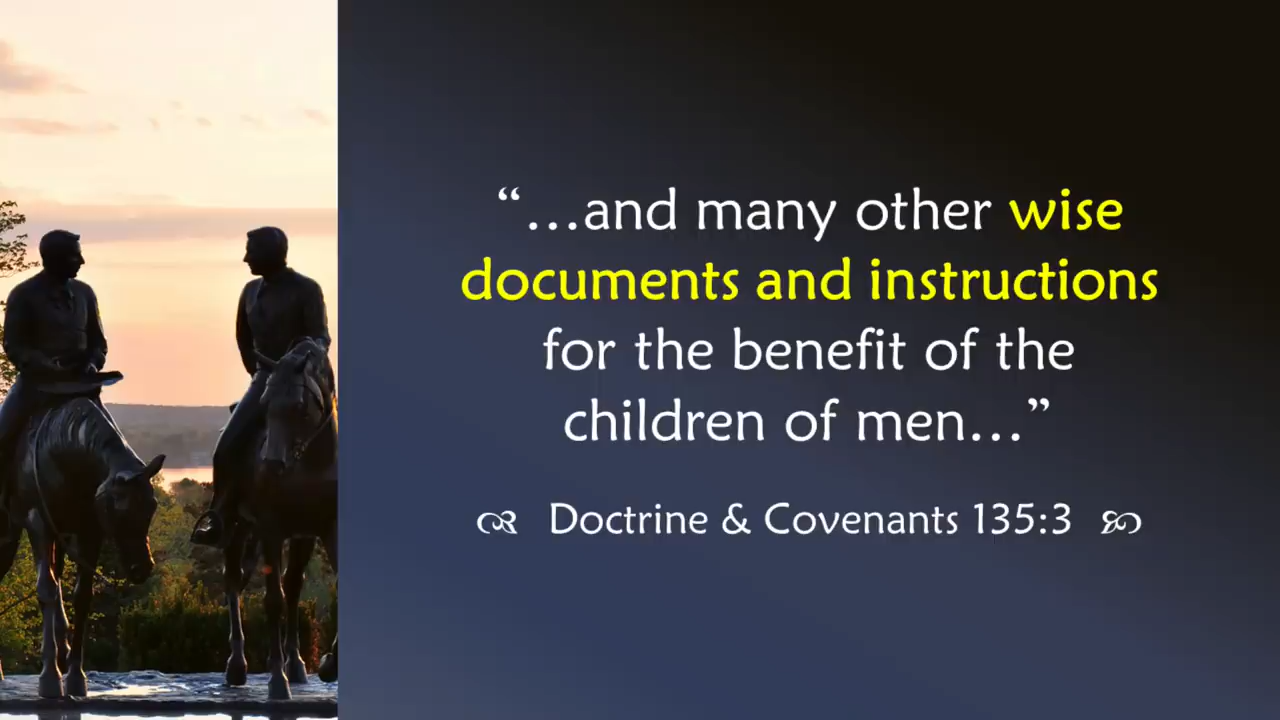 “…and many other wise
documents and instructions
for the benefit of the
children of men…”
Doctrine & Covenants 135:3